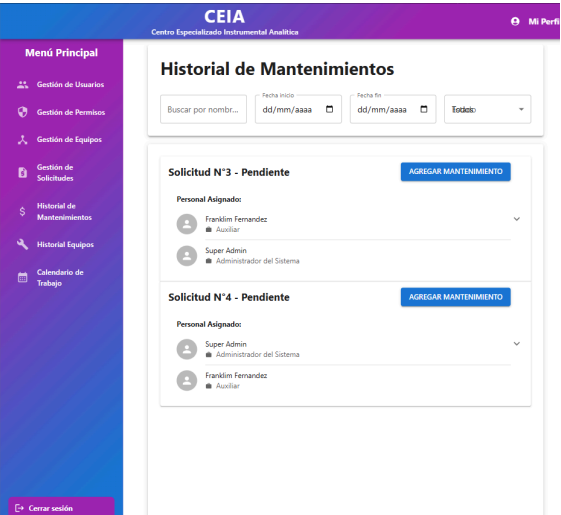 CEIA
Centro Especializado Instrumental Analítica
Mi Perfi
Menú Principal
Gestión de Usuarios
Gestión de Permisos
Gestión de Equipos
Gestión de
Solicitudes
Historial de
Mantenimientos
Historial Equipos
Calendario de
Trabajo
Cerrar sesión
Historial de Mantenimientos
Buscar por nombr...
Fecha inicio
dd/mm/aaaa
Fecha fin
dd/mm/aaaa
Estado
Todos
Solicitud N°3 - Pendiente
AGREGAR MANTENIMIENTO
Personal Asignado:
Franklim Fernandez
Auxiliar
Super Admin
Administrador del Sistema
Solicitud N°4 - Pendiente
AGREGAR MANTENIMIENTO
Personal Asignado:
Super Admin
Administrador del Sistema
Franklim Fernandez
Auxiliar